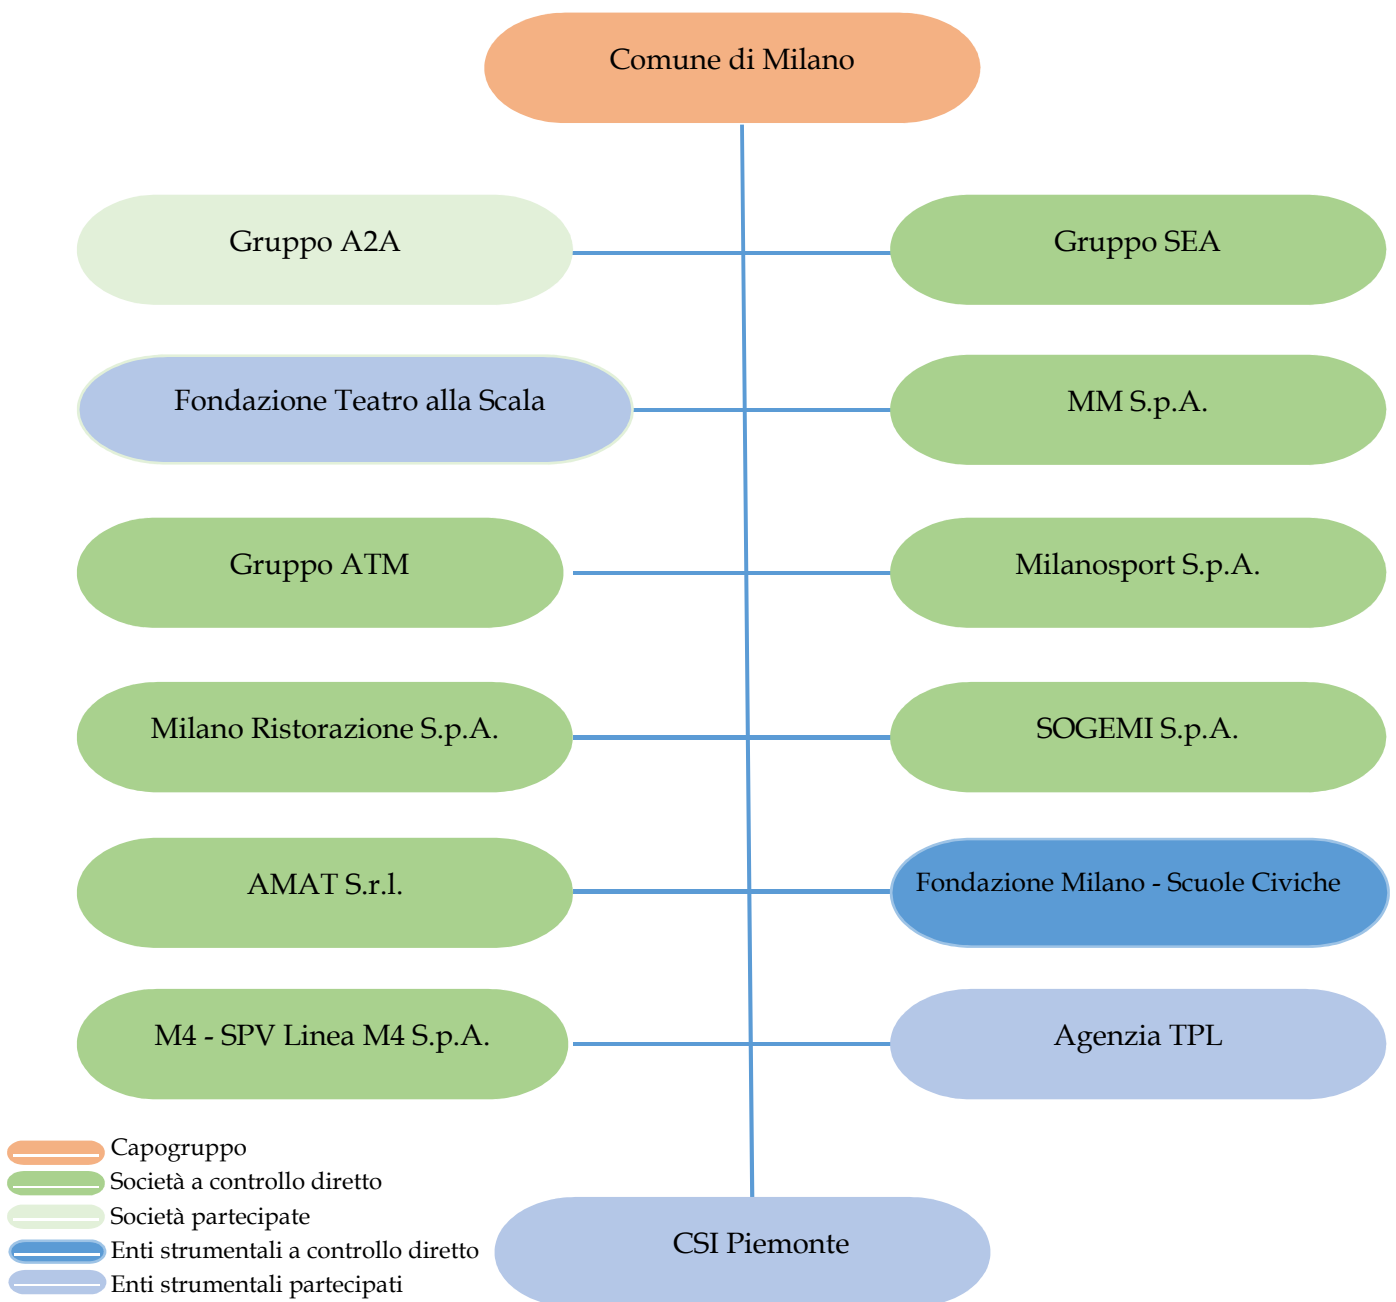 Comune di Milano
Gruppo A2A
Gruppo SEA
Fondazione Teatro alla Scala
MM S.p.A.
Gruppo ATM
Milanosport S.p.A.
Milano Ristorazione S.p.A.
SOGEMI S.p.A.
AMAT S.r.l.
Fondazione Milano - Scuole Civiche
M4 - SPV Linea M4 S.p.A.
Agenzia TPL
CSI Piemonte
Capogruppo
Società a controllo diretto
Società partecipate
Enti strumentali a controllo diretto
Enti strumentali partecipati